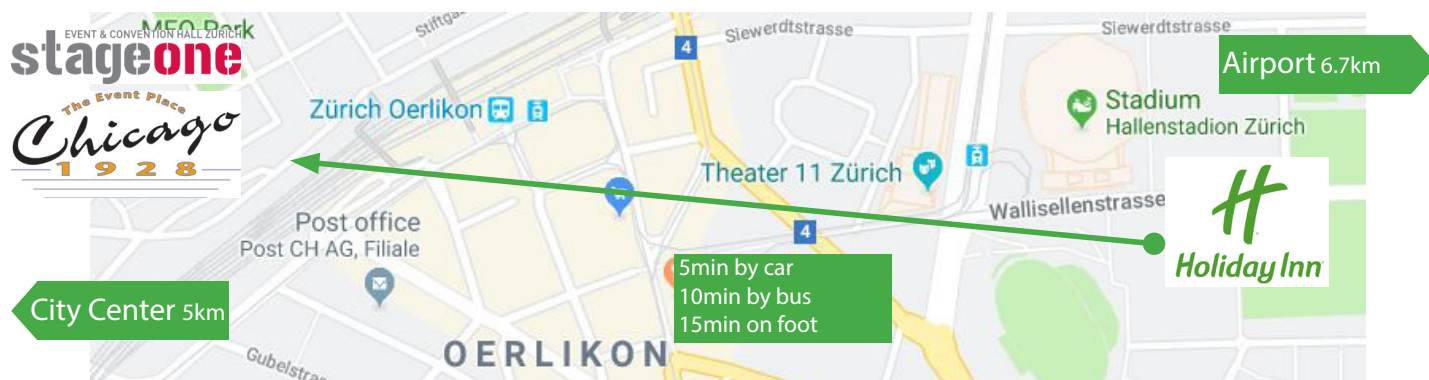 MFO Park
EVENT & CONVENTION HALL ZÜRICH
stageone
The Event Place
Chicago
1928
Stiftga
4
Siewerdtstrasse
Siewerdtstrasse
Airport 6.7km
Zürich Oerlikon
Stadium
Hallenstadion Zürich
Theater 11 Zürich
Post office
Post CH AG, Filiale
Wallisellenstrasse
4
H
Holiday Inn
5min by car
10min by bus
15min on foot
City Center 5km
OERLIKON
Gubelstra